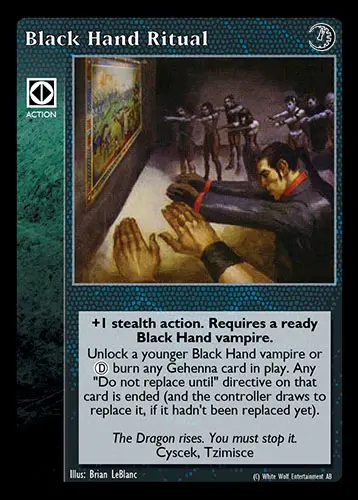 Black Hand Ritual
ACTION
+1 stealth action. Requires a ready
Black Hand vampire.
Unlock a younger Black Hand vampire or
Ⓓ burn any Gehenna card in play. Any
"Do not replace until" directive on that
card is ended (and the controller draws to
replace it, if it hadn't been replaced yet).
The Dragon rises. You must stop it.
Cyscek, Tzimisce
Illus: Brian LeBlanc
(C) White Wolf Entertainment AB